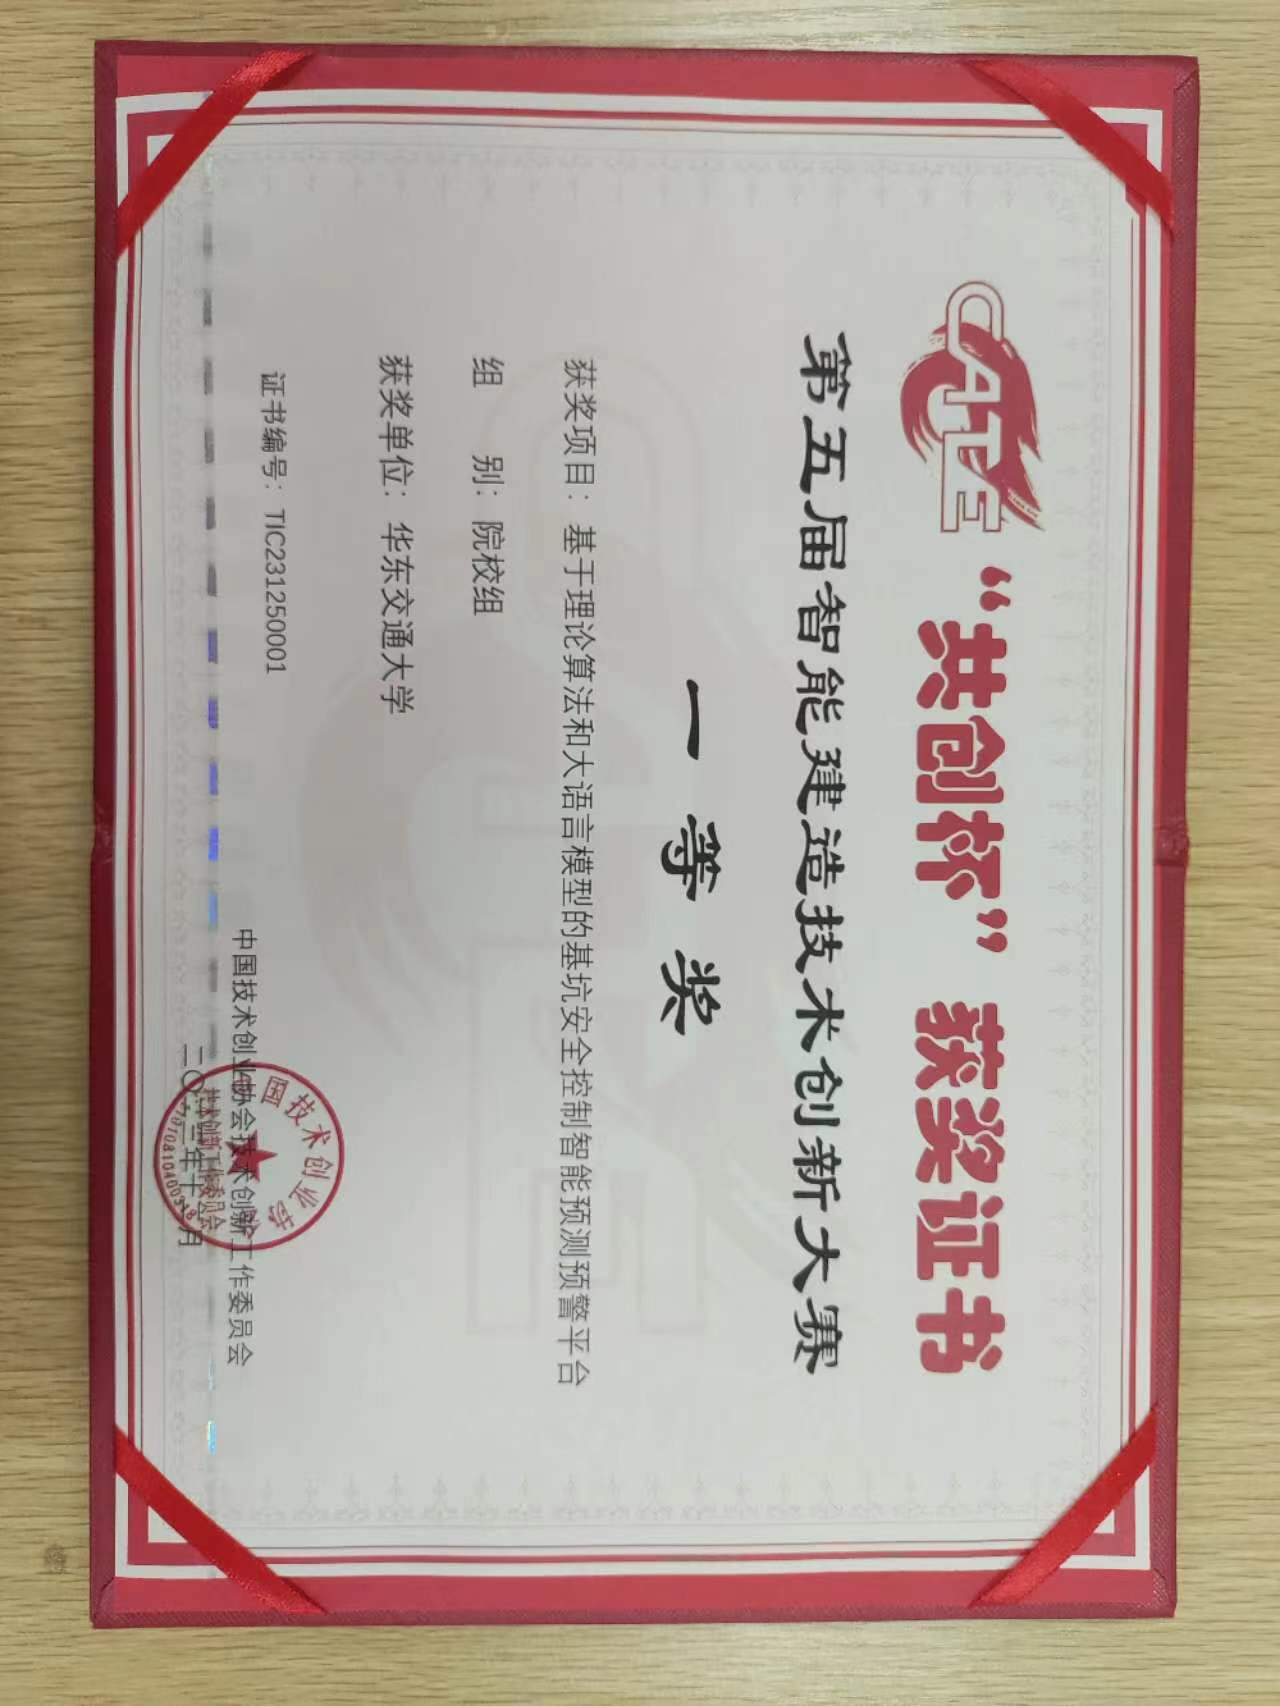 CATE “共创杯”获奖证书
第五届智能建造技术创新大赛
一等奖
获奖项目：基于理论算法和大语言模型的基坑安全控制智能预测预警平台
组　　别：院校组
获奖单位：华东交通大学
证书编号：TIC231250001
中国技术创业协会技术创新工作委员会
二〇二三年十二月
中国技术创业协会
技术创新工作委员会